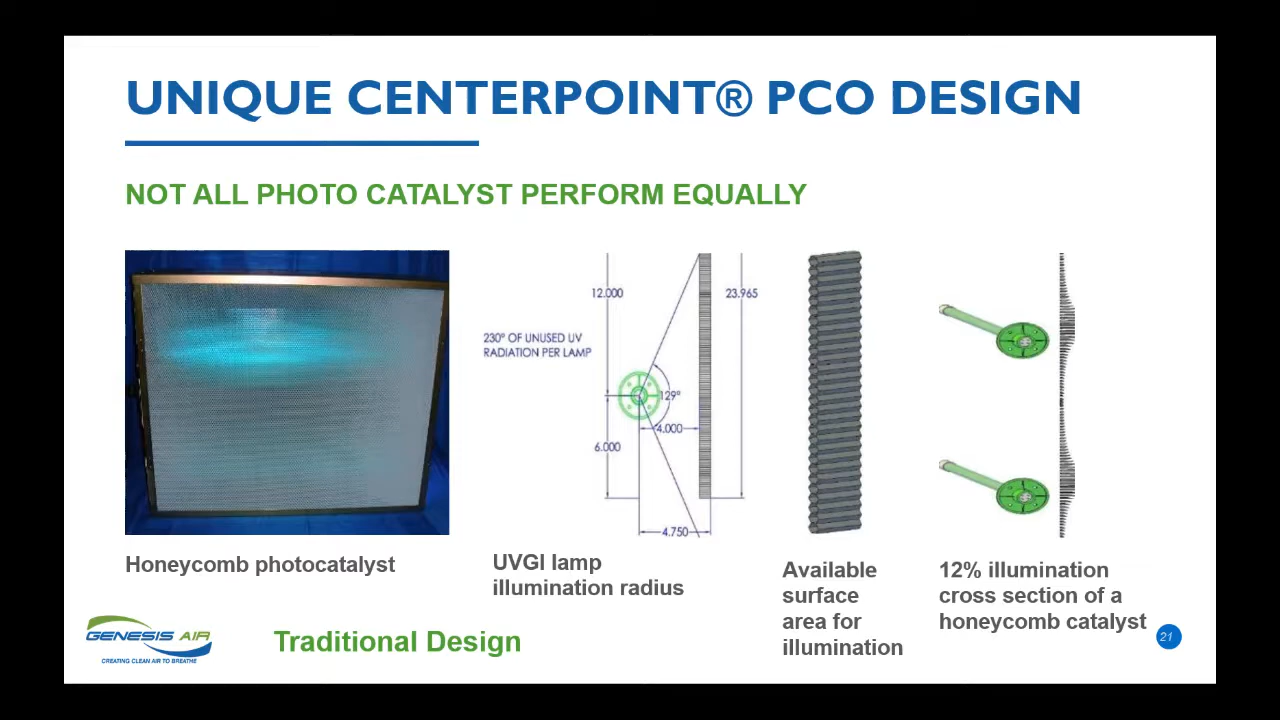 UNIQUE CENTERPOINT® PCO DESIGN
NOT ALL PHOTO CATALYST PERFORM EQUALLY
12.000
23.965
230° OF UNUSED UV
RADIATION PER LAMP
129°
4.000
6.000
4.750
Honeycomb photocatalyst
UVGI lamp
illumination radius
Available
surface
area for
illumination
12% illumination
cross section of a
honeycomb catalyst
GENESIS AIR
CREATING CLEAN AIR TO BREATHE
Traditional Design
21